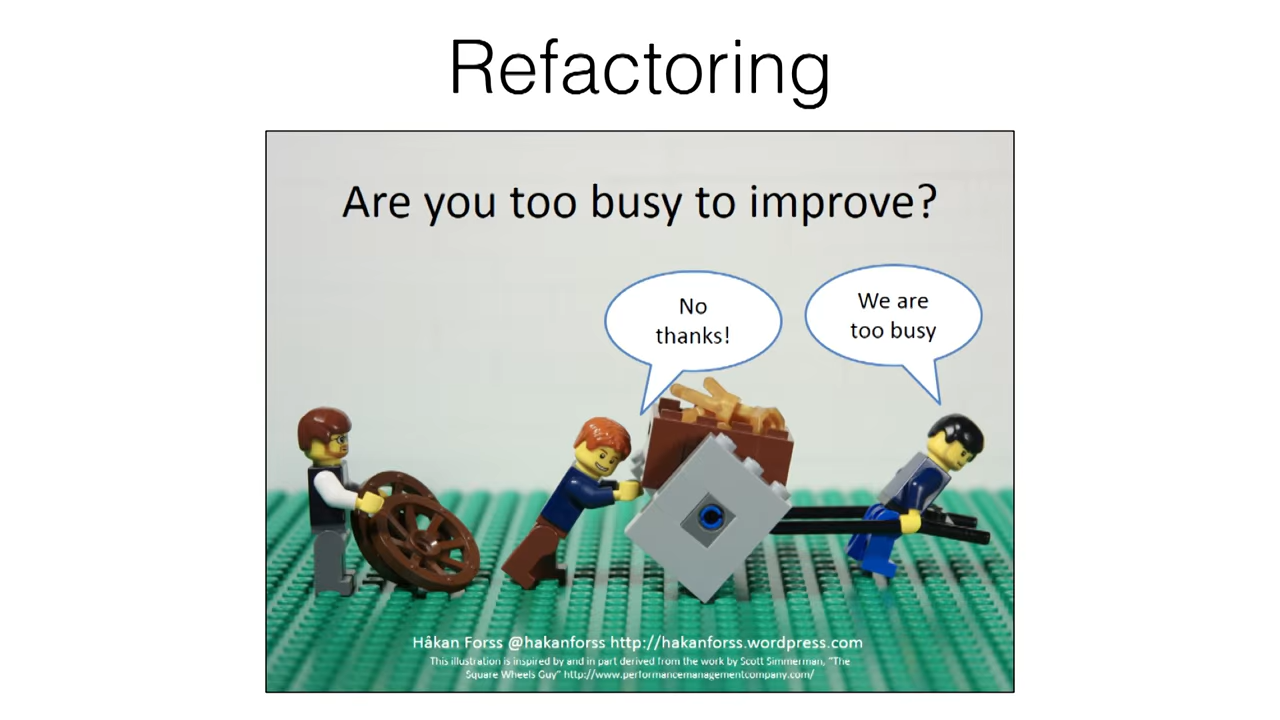 Refactoring
Are you too busy to improve?
No
thanks!
We are
too busy
Håkan Forss @hakanforss http://hakanforss.wordpress.com
This illustration is inspired by and in part derived from the work by Scott Simmerman, "The
Square Wheels Guy" http://www.performancemanagementcompany.com/